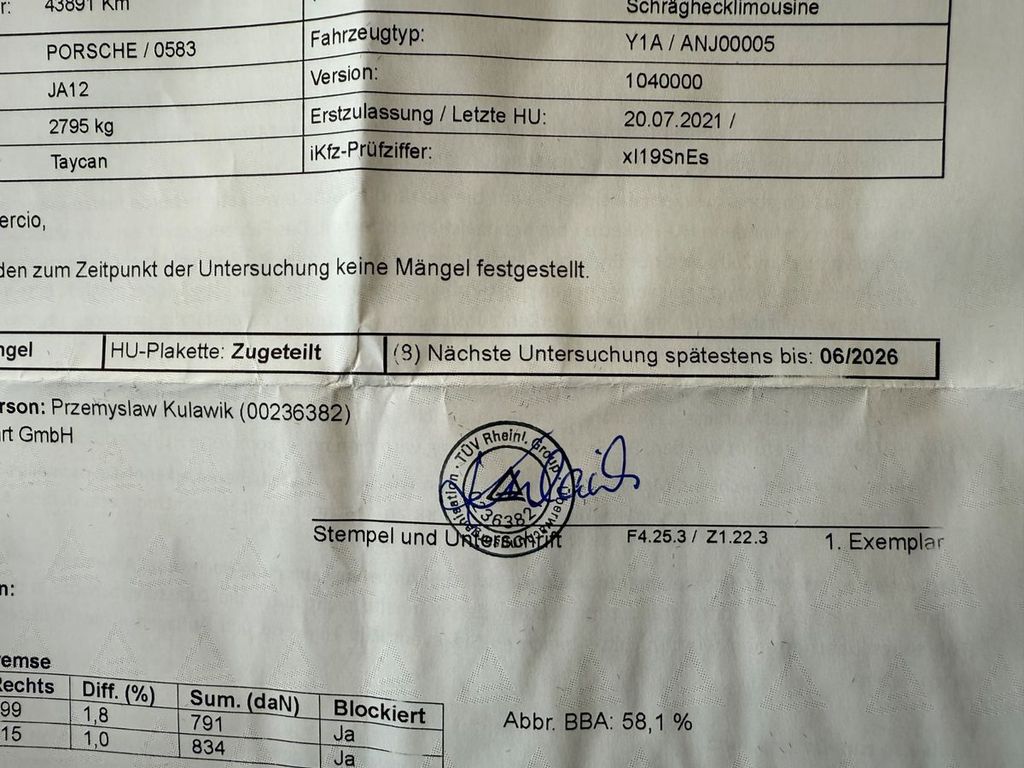 r: 43891 Km Schräghecklimousine
PORSCHE / 0583 Fahrzeugtyp: Y1A / ANJ00005
JA12 Version: 1040000
2795 kg Erstzulassung / Letzte HU: 20.07.2021 /
Taycan iKfz-Prüfziffer: xI19SnEs
ercio,
den zum Zeitpunkt der Untersuchung keine Mängel festgestellt.
ngel HU-Plakette: Zugeteilt (8) Nächste Untersuchung spätestens bis: 06/2026
rson: Przemyslaw Kulawik (00236382)
rt GmbH
TÜV Rheinl. Group
236382
Stempel und Unterschrift F4.25.3 / Z1.22.3 1. Exemplar
n:
emse
Rechts Diff. (%) Sum. (daN) Blockiert
99 1,8 791 Ja
15 1,0 834 Ja
Abbr. BBA: 58,1 %